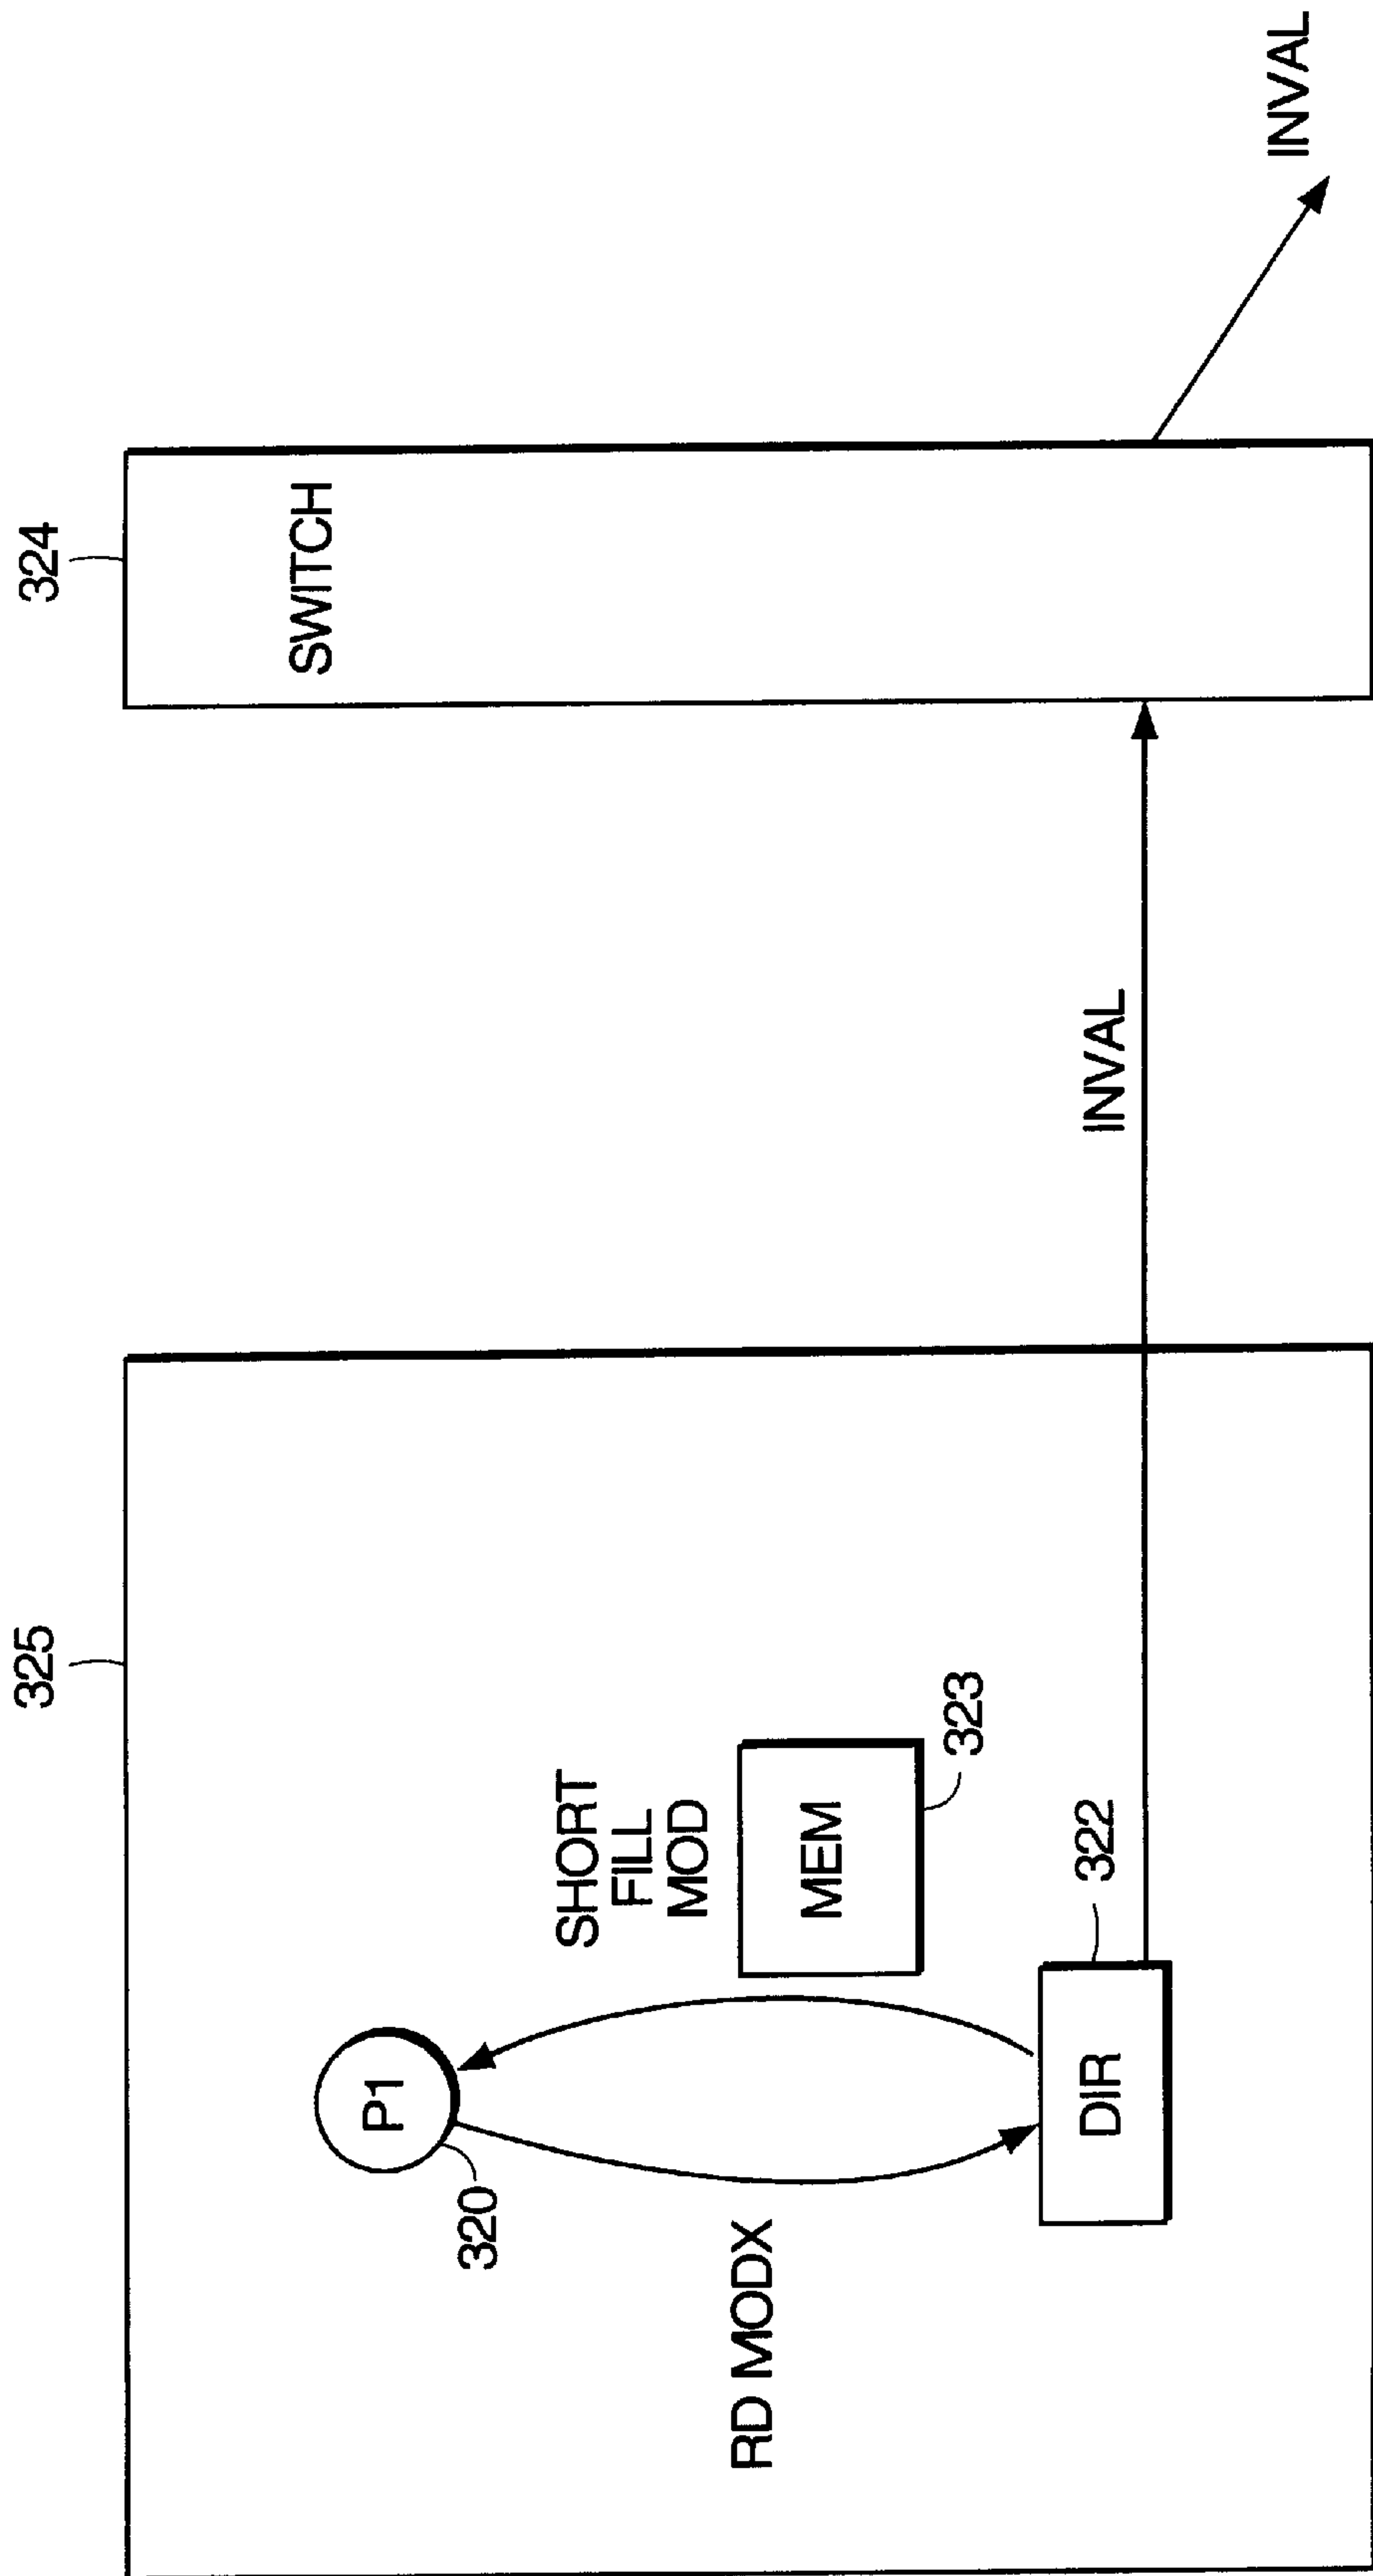 325
324
SWITCH
P1
320
SHORT
FILL
MOD
RD MODX
MEM
323
DIR
322
INVAL
INVAL